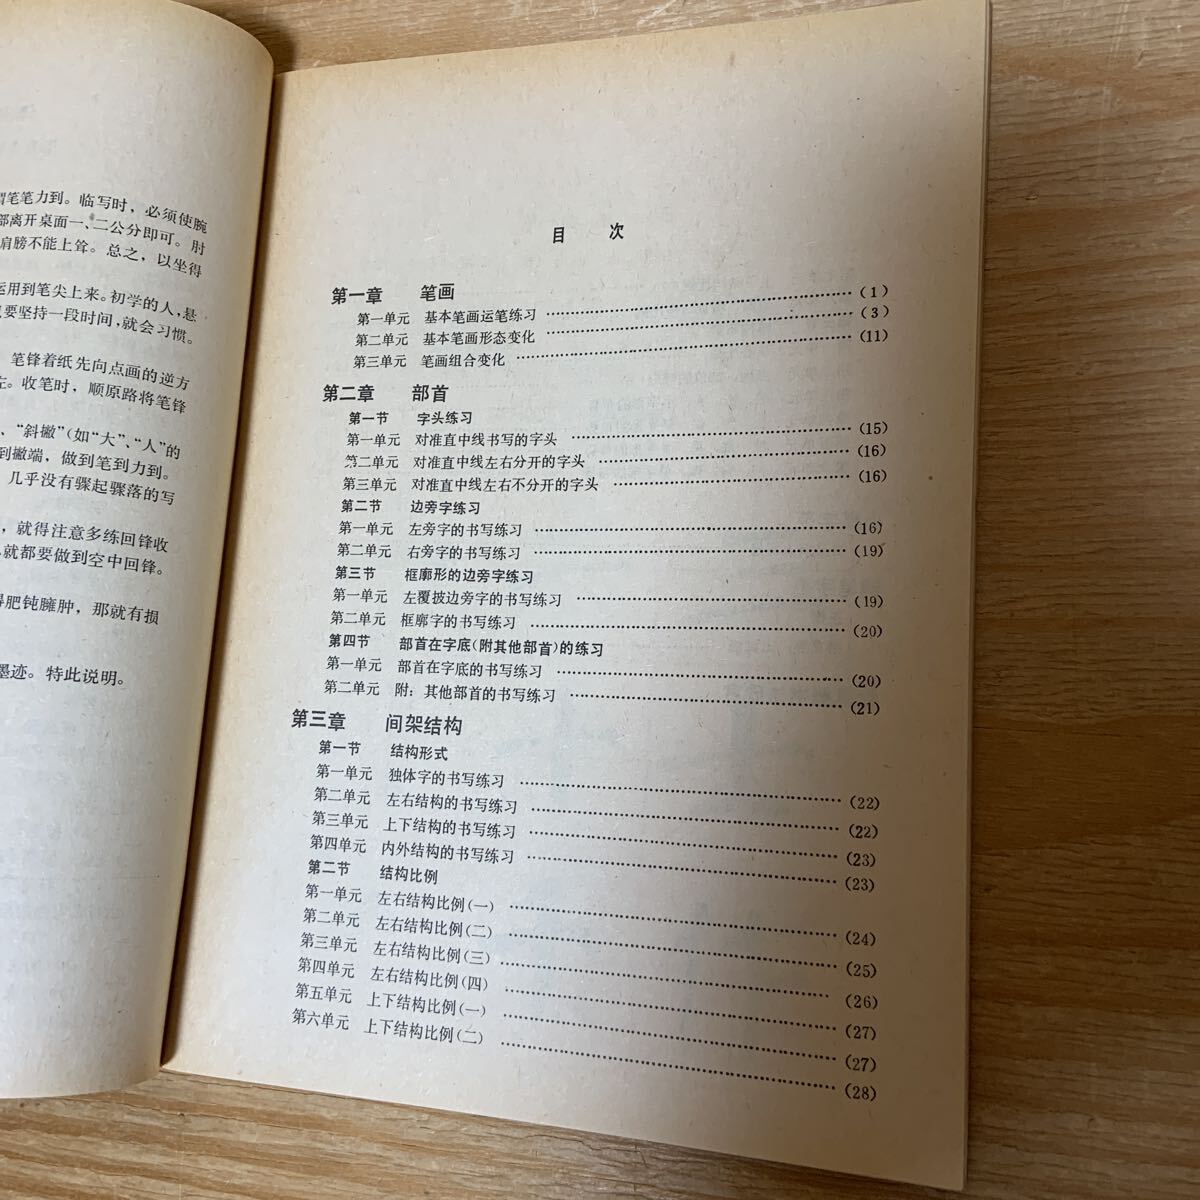 谓笔笔力到。临写时，必须使腕
部离开桌面一、二公分即可。肘
肩膀不能上耸。总之，以坐得
运用到笔尖上来。初学的人，悬
要坚持一段时间，就会习惯。
笔锋着纸先向点画的逆方
左。收笔时，顺原路将笔锋
、“斜撇”（如“大”、“人”的
到撇端，做到笔到力到。
几乎没有骤起骤落的写
，就得注意多练回锋收
就都要做到空中回锋。
得肥钝臃肿，那就有损
墨迹。特此说明。
目 次
第一章 笔画
第一单元 基本笔画运笔练习 ……（1）
第二单元 基本笔画形态变化 ……（3）
第三单元 笔画组合变化 ……（11）
第二章 部首
第一节 字头练习
第一单元 对准直中线书写的字头 ……（15）
第二单元 对准直中线左右分开的字头 ……（16）
第三单元 对准直中线左右不分开的字头 ……（16）
第二节 边旁字练习
第一单元 左旁字的书写练习 ……（16）
第二单元 右旁字的书写练习 ……（19）
第三节 框廓形的边旁字练习
第一单元 左覆披边旁字的书写练习 ……（19）
第二单元 框廓字的书写练习 ……（20）
第四节 部首在字底（附其他部首）的练习
第一单元 部首在字底的书写练习 ……（20）
第二单元 附：其他部首的书写练习 ……（21）
第三章 间架结构
第一节 结构形式
第一单元 独体字的书写练习 ……（22）
第二单元 左右结构的书写练习 ……（22）
第三单元 上下结构的书写练习 ……（23）
第四单元 内外结构的书写练习 ……（23）
第二节 结构比例
第一单元 左右结构比例（一） ……（24）
第二单元 左右结构比例（二） ……（25）
第三单元 左右结构比例（三） ……（26）
第四单元 左右结构比例（四） ……（27）
第五单元 上下结构比例（一） ……（27）
第六单元 上下结构比例（二） ……（28）